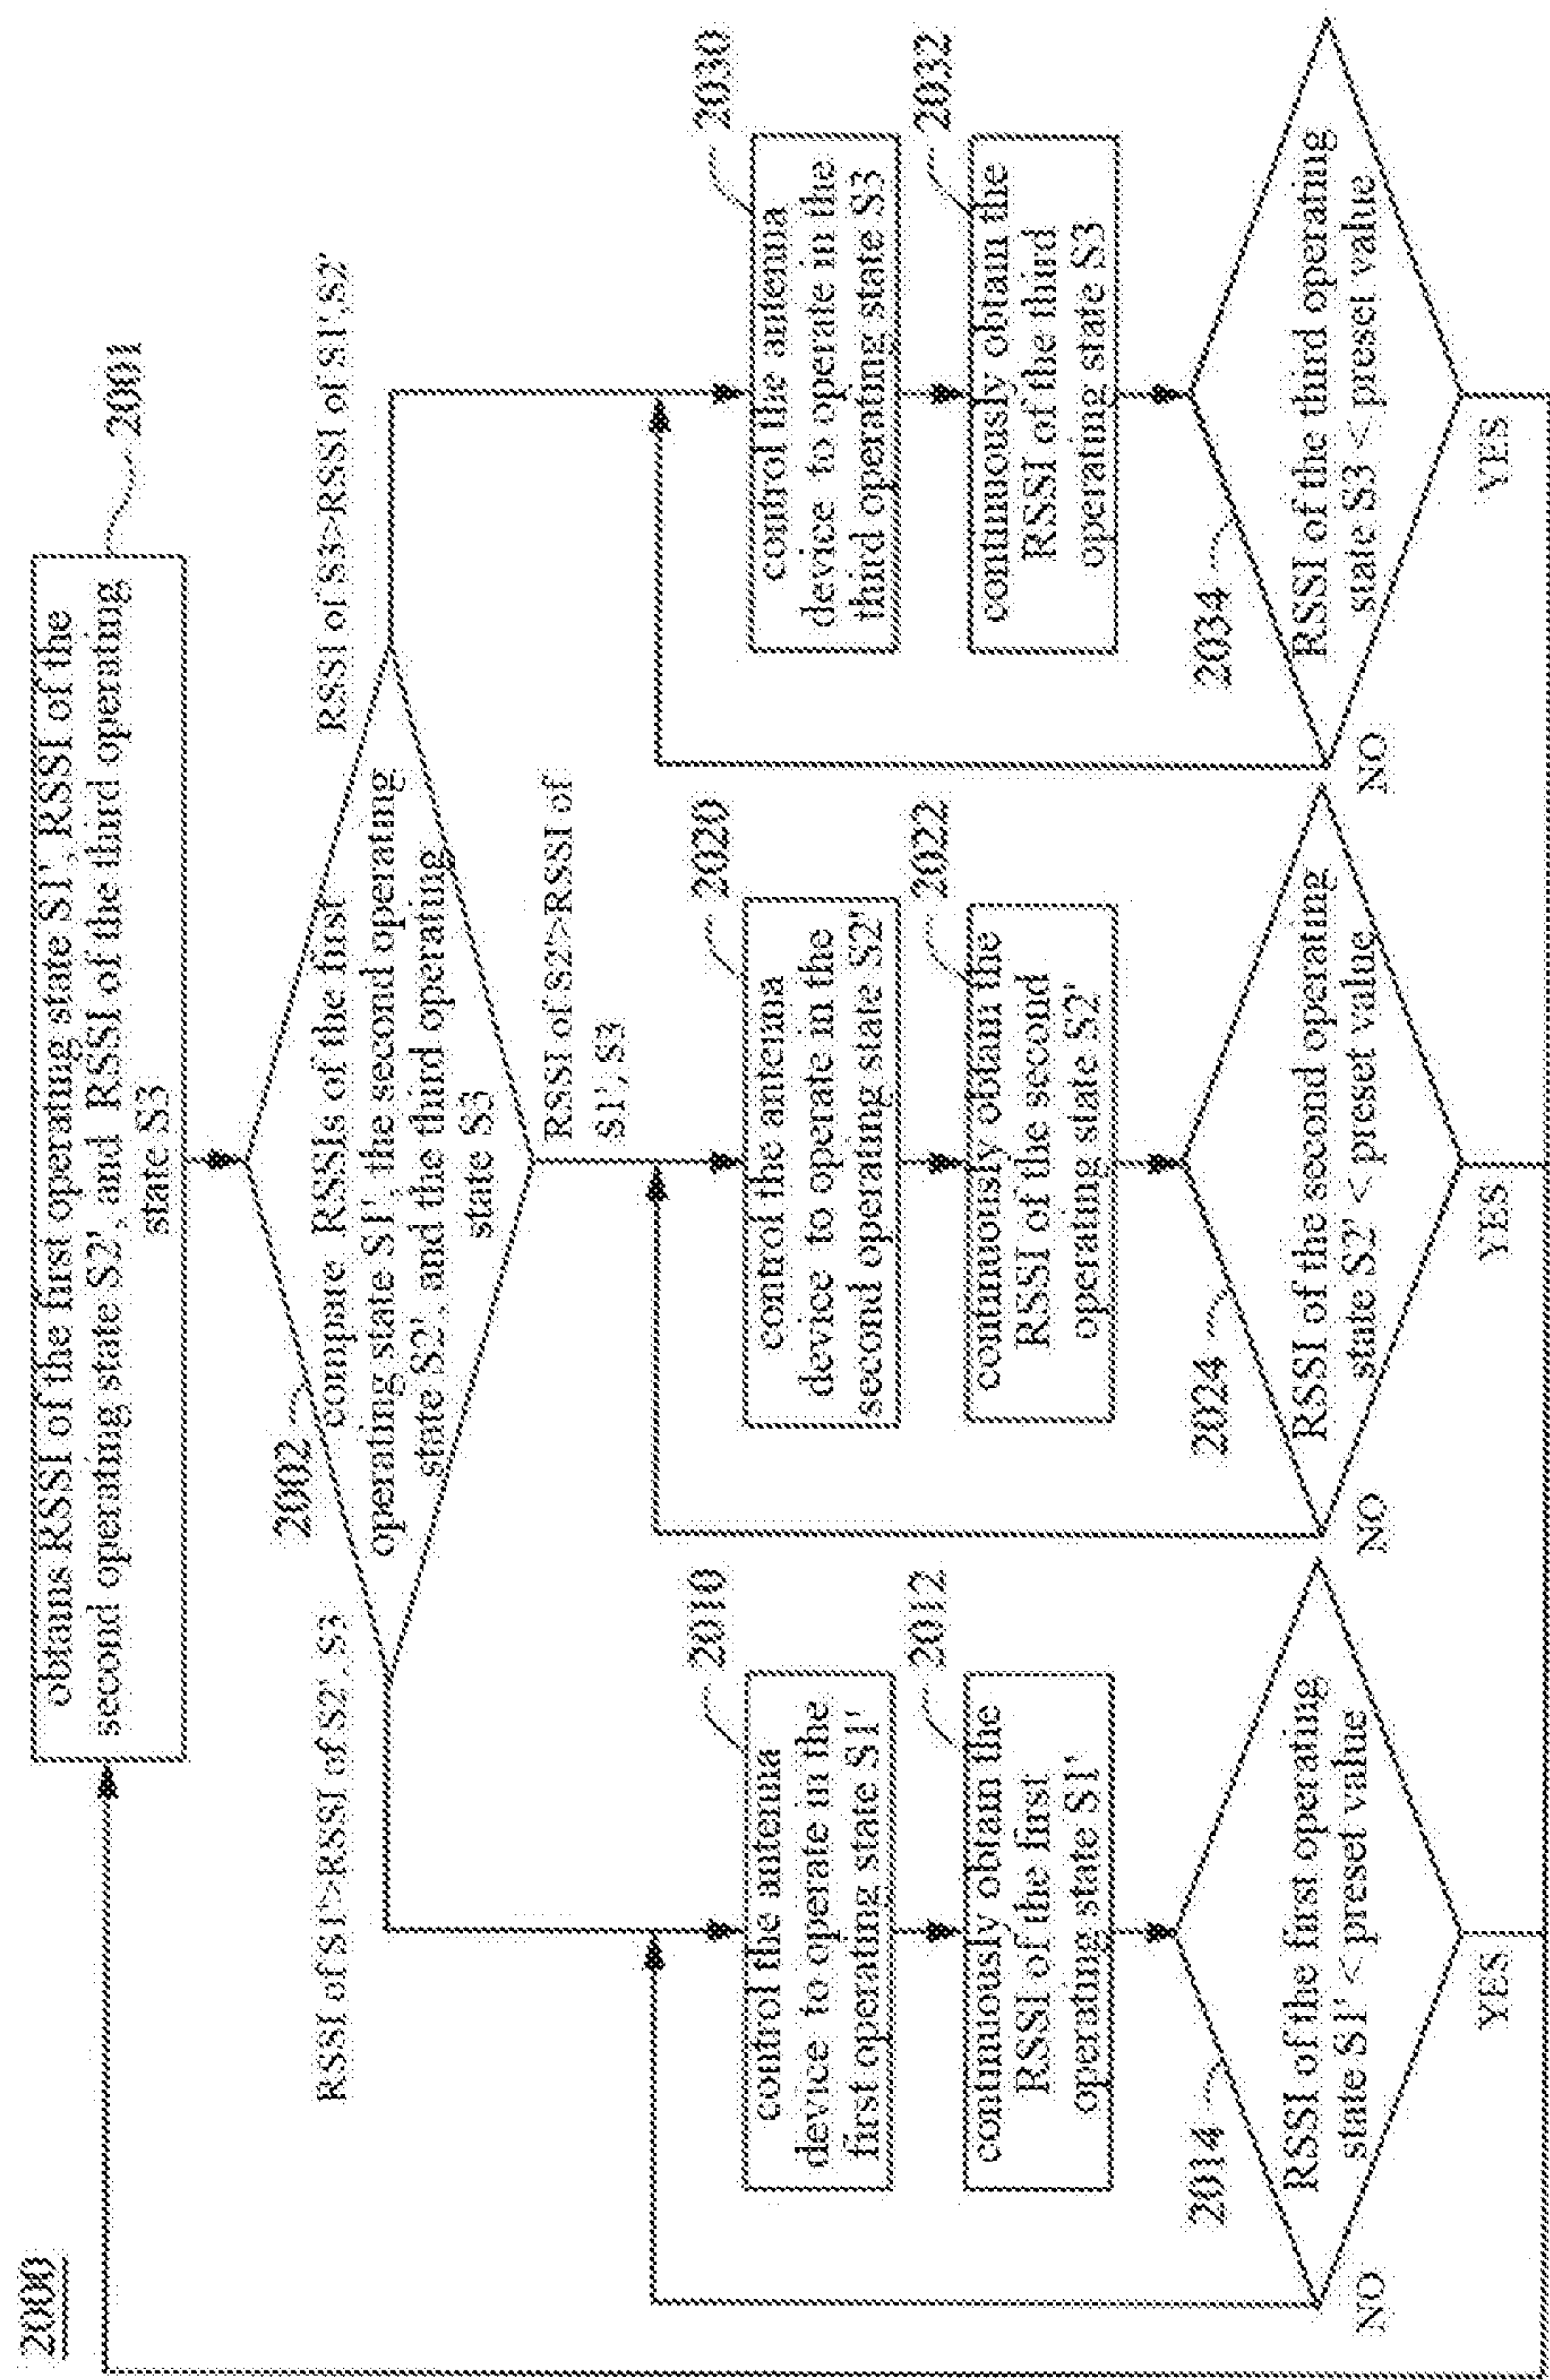 2000
obtains RSSI of the first operating state S1', RSSI of the
second operating state S2', and RSSI of the third operating
state S3
2001
2002
compare RSSIs of the first
operating state S1', the second operating
state S2', and the third operating
state S3
RSSI of S1'>RSSI of S2', S3
RSSI of S2'>RSSI of
S1', S3
RSSI of S3>RSSI of S1', S2'
2010
control the antenna
device to operate in the
first operating state S1'
2012
continuously obtain the
RSSI of the first
operating state S1'
2014
RSSI of the first operating
state S1' < preset value
NO
YES
2020
control the antenna
device to operate in the
second operating state S2'
2022
continuously obtain the
RSSI of the second
operating state S2'
2024
RSSI of the second operating
state S2' < preset value
NO
YES
2030
control the antenna
device to operate in the
third operating state S3
2032
continuously obtain the
RSSI of the third
operating state S3
2034
RSSI of the third operating
state S3 < preset value
NO
YES